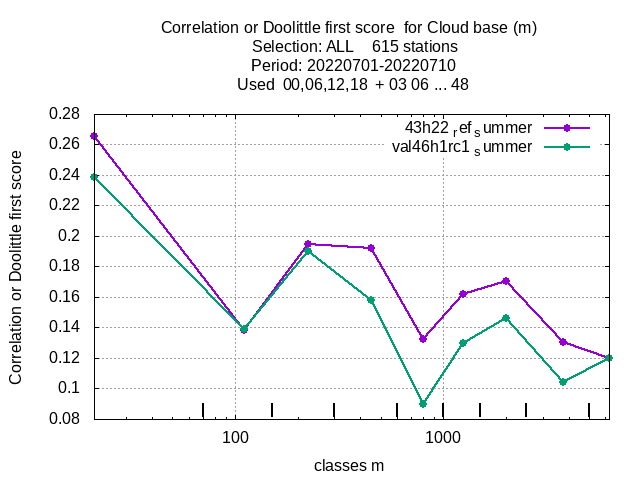 Correlation or Doolittle first score  for Cloud base (m)
Selection: ALL    615 stations
Period: 20220701-20220710
Used  00,06,12,18  + 03 06 ... 48
Correlation or Doolittle first score
0.28
0.26
0.24
0.22
0.2
0.18
0.16
0.14
0.12
0.1
0.08
43h22 ref summer
val46h1rc1 summer
100
1000
classes m